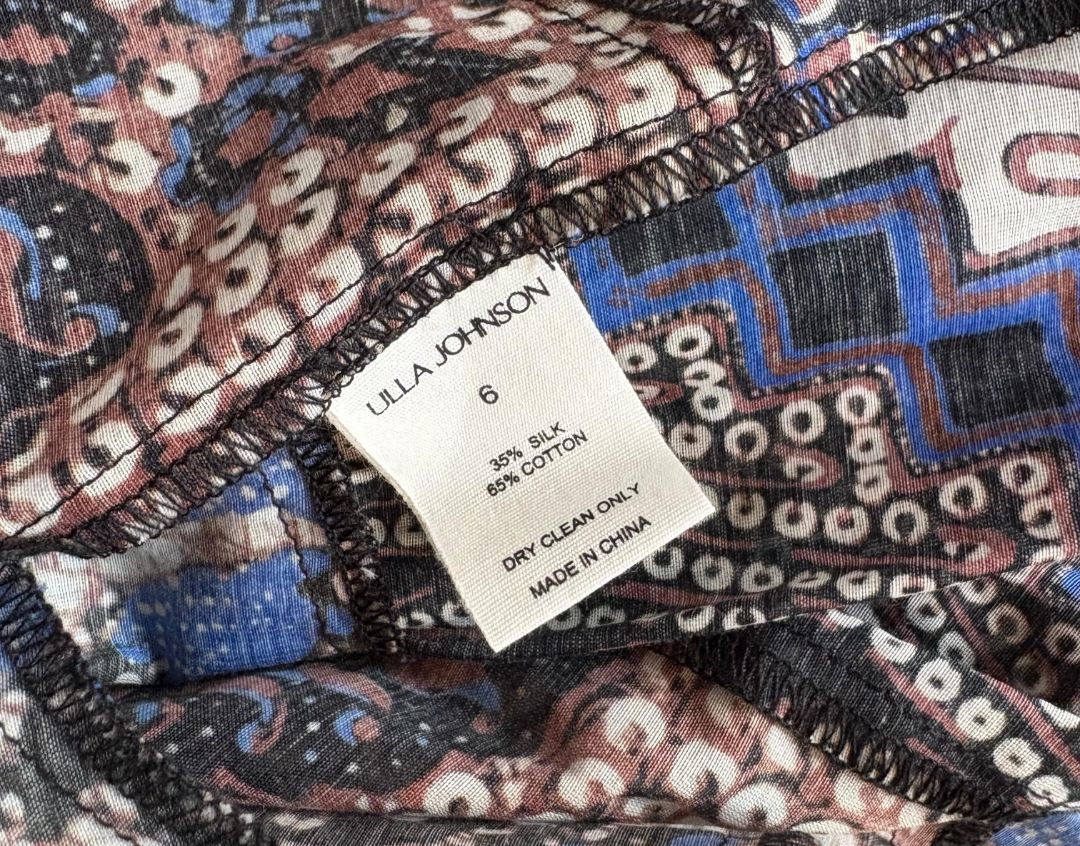 ULLA JOHNSON
6
35% SILK
65% COTTON
DRY CLEAN ONLY
MADE IN CHINA